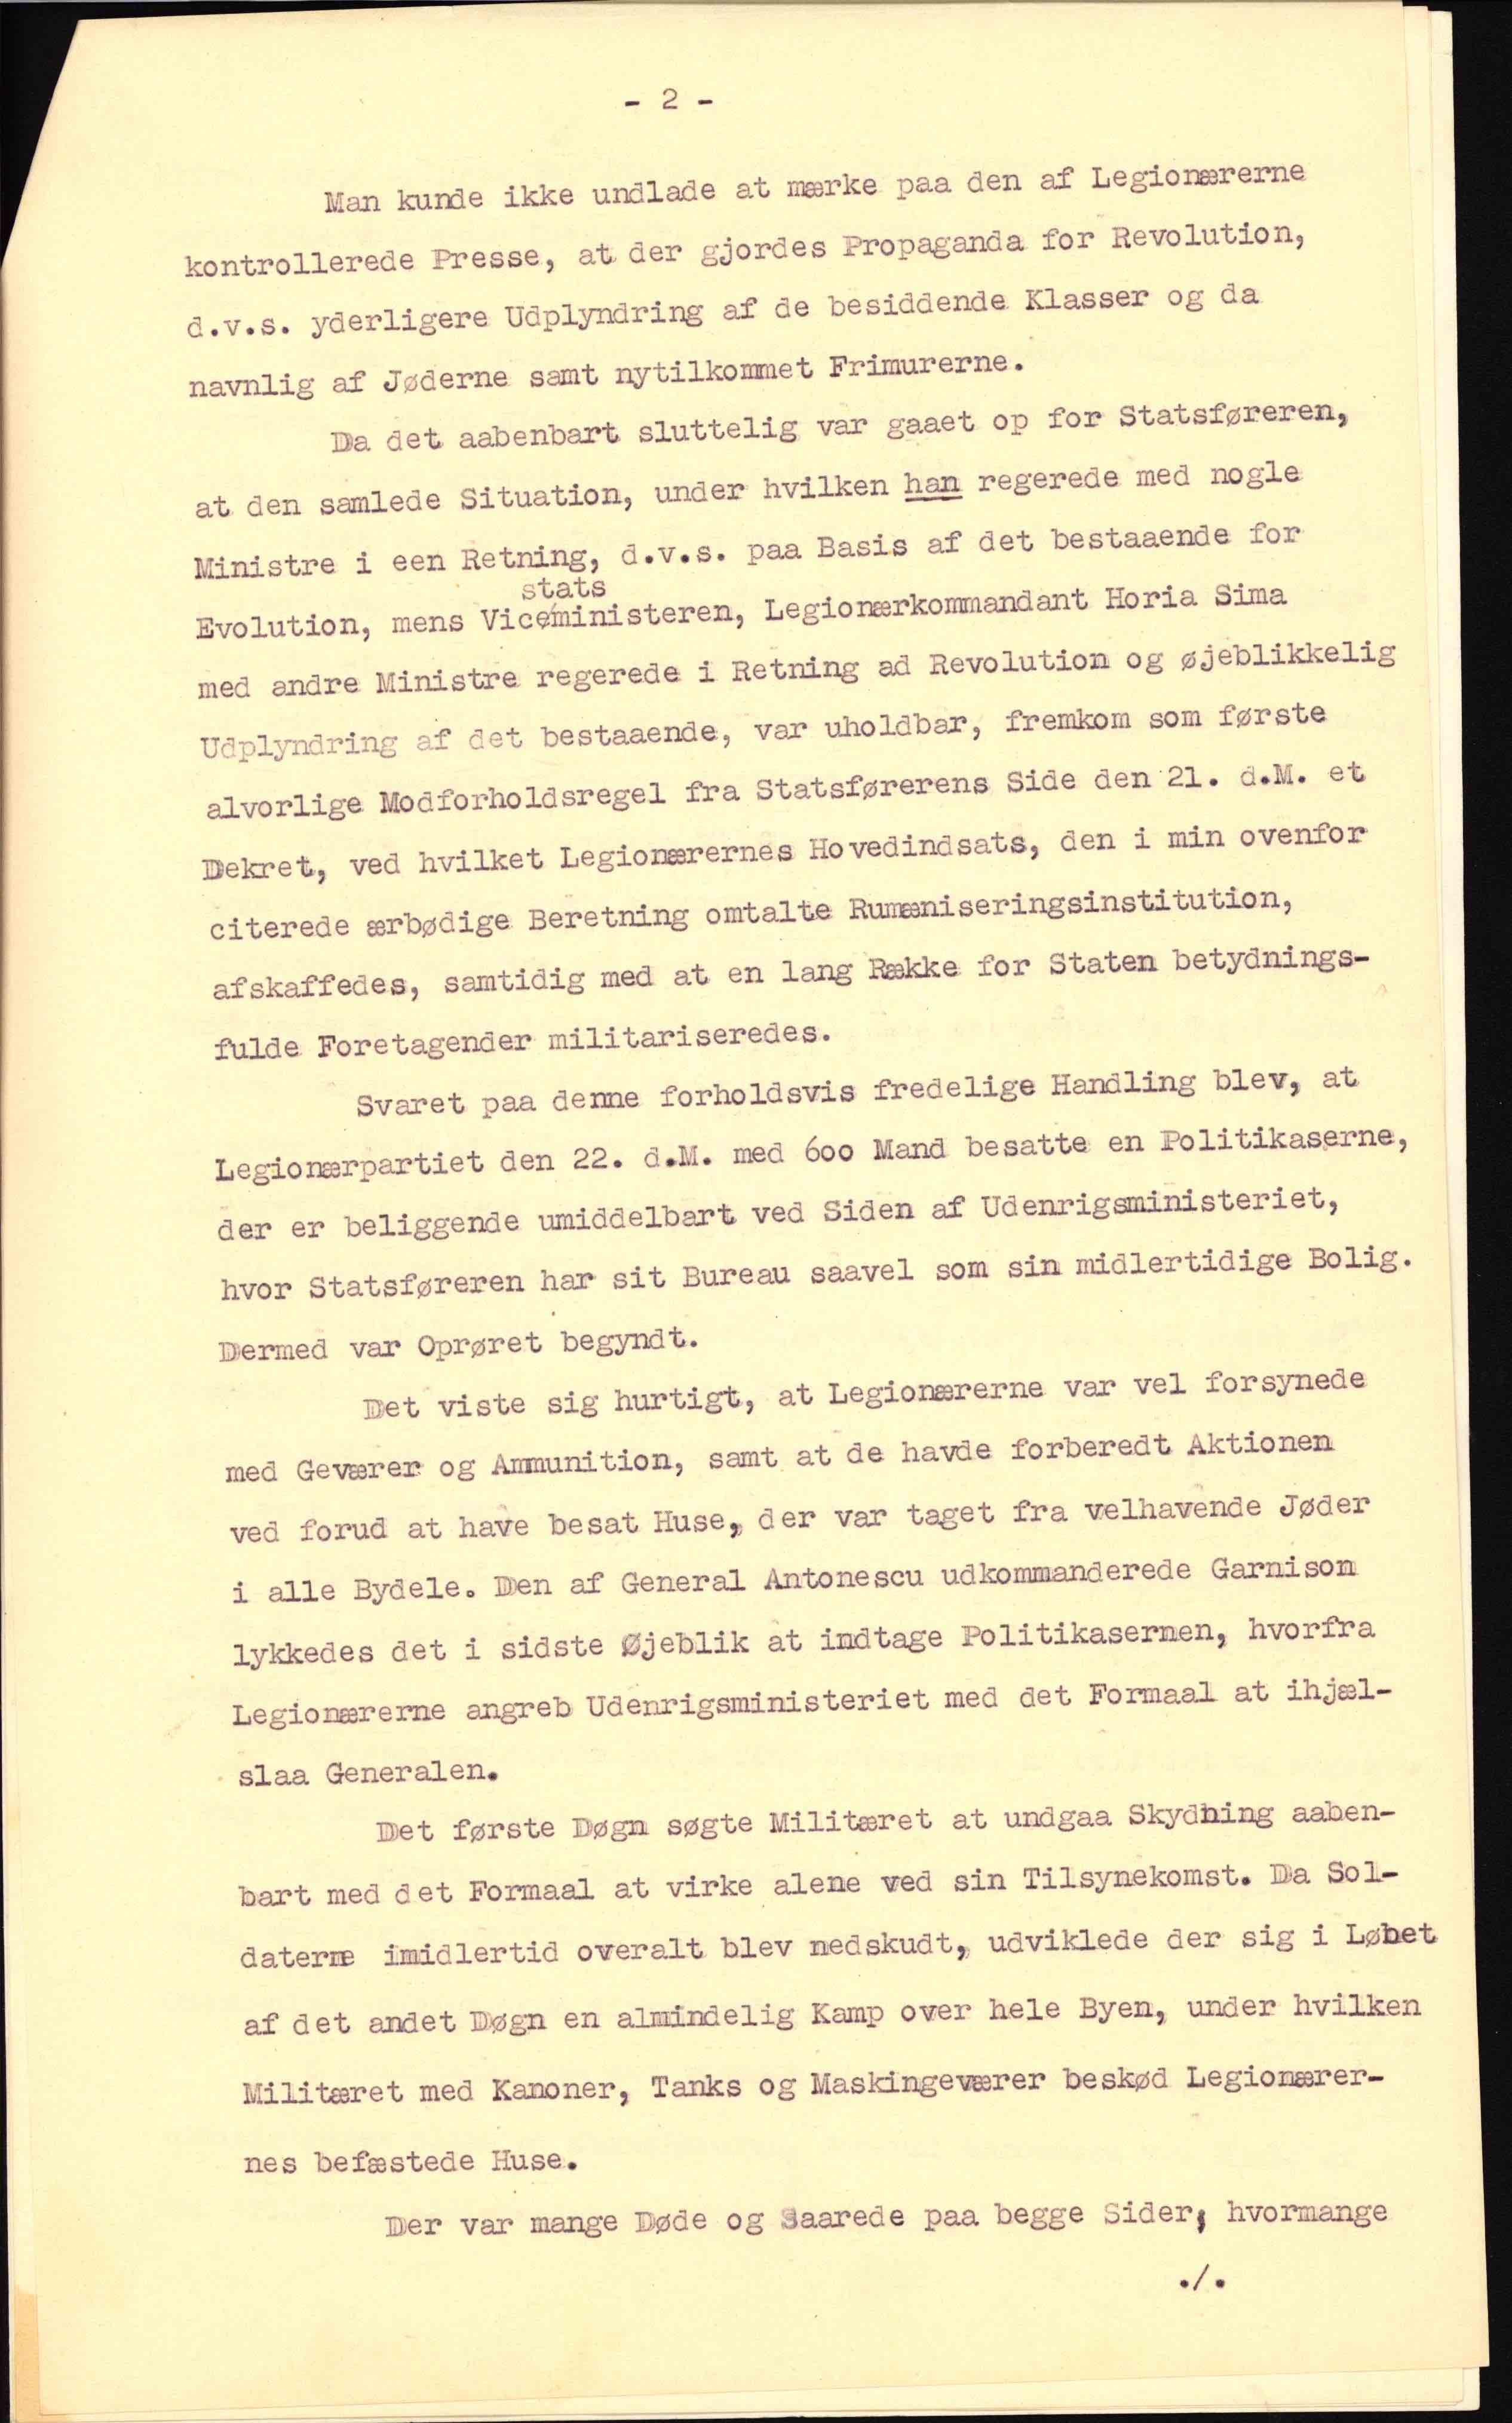 - 2 -
Man kunde ikke undlade at mærke paa den af Legionærerne
kontrollerede Presse, at der gjordes Propaganda for Revolution,
d.v.s. yderligere Udplyndring af de besiddende Klasser og da
navnlig af Jøderne samt nytilkommet Frimurerne.
Da det aabenbart sluttelig var gaaet op for Statsføreren,
at den samlede Situation, under hvilken han regerede med nogle
Ministre i een Retning, d.v.s. paa Basis af det bestaaende for
stats
Evolution, mens Viceministeren, Legionærkommandant Horia Sima
med andre Ministre regerede i Retning ad Revolution og øjeblikkelig
Udplyndring af det bestaaende, var uholdbar, fremkom som første
alvorlige Modforholdsregel fra Statsførerens Side den 21. d.M. et
Dekret, ved hvilket Legionærernes Hovedindsats, den i min ovenfor
citerede ærbødige Beretning omtalte Rumæniseringsinstitution,
afskaffedes, samtidig med at en lang Række for Staten betydnings-
fulde Foretagender militariseredes.
Svaret paa denne forholdsvis fredelige Handling blev, at
Legionærpartiet den 22. d.M. med 600 Mand besatte en Politikaserne,
der er beliggende umiddelbart ved Siden af Udenrigsministeriet,
hvor Statsføreren har sit Bureau saavel som sin midlertidige Bolig.
Dermed var Oprøret begyndt.
Det viste sig hurtigt, at Legionærerne var vel forsynede
med Geværer og Ammunition, samt at de havde forberedt Aktionen
ved forud at have besat Huse, der var taget fra velhavende Jøder
i alle Bydele. Den af General Antonescu udkommanderede Garnison
lykkedes det i sidste Øjeblik at indtage Politikasernen, hvorfra
Legionærerne angreb Udenrigsministeriet med det Formaal at ihjæl-
slaa Generalen.
Det første Døgn søgte Militæret at undgaa Skydning aaben-
bart med det Formaal at virke alene ved sin Tilsynekomst. Da Sol-
daterne imidlertid overalt blev nedskudt, udviklede der sig i Løbet
af det andet Døgn en almindelig Kamp over hele Byen, under hvilken
Militæret med Kanoner, Tanks og Maskingeværer beskød Legionærer-
nes befæstede Huse.
Der var mange Døde og Saarede paa begge Sider; hvormange
./.